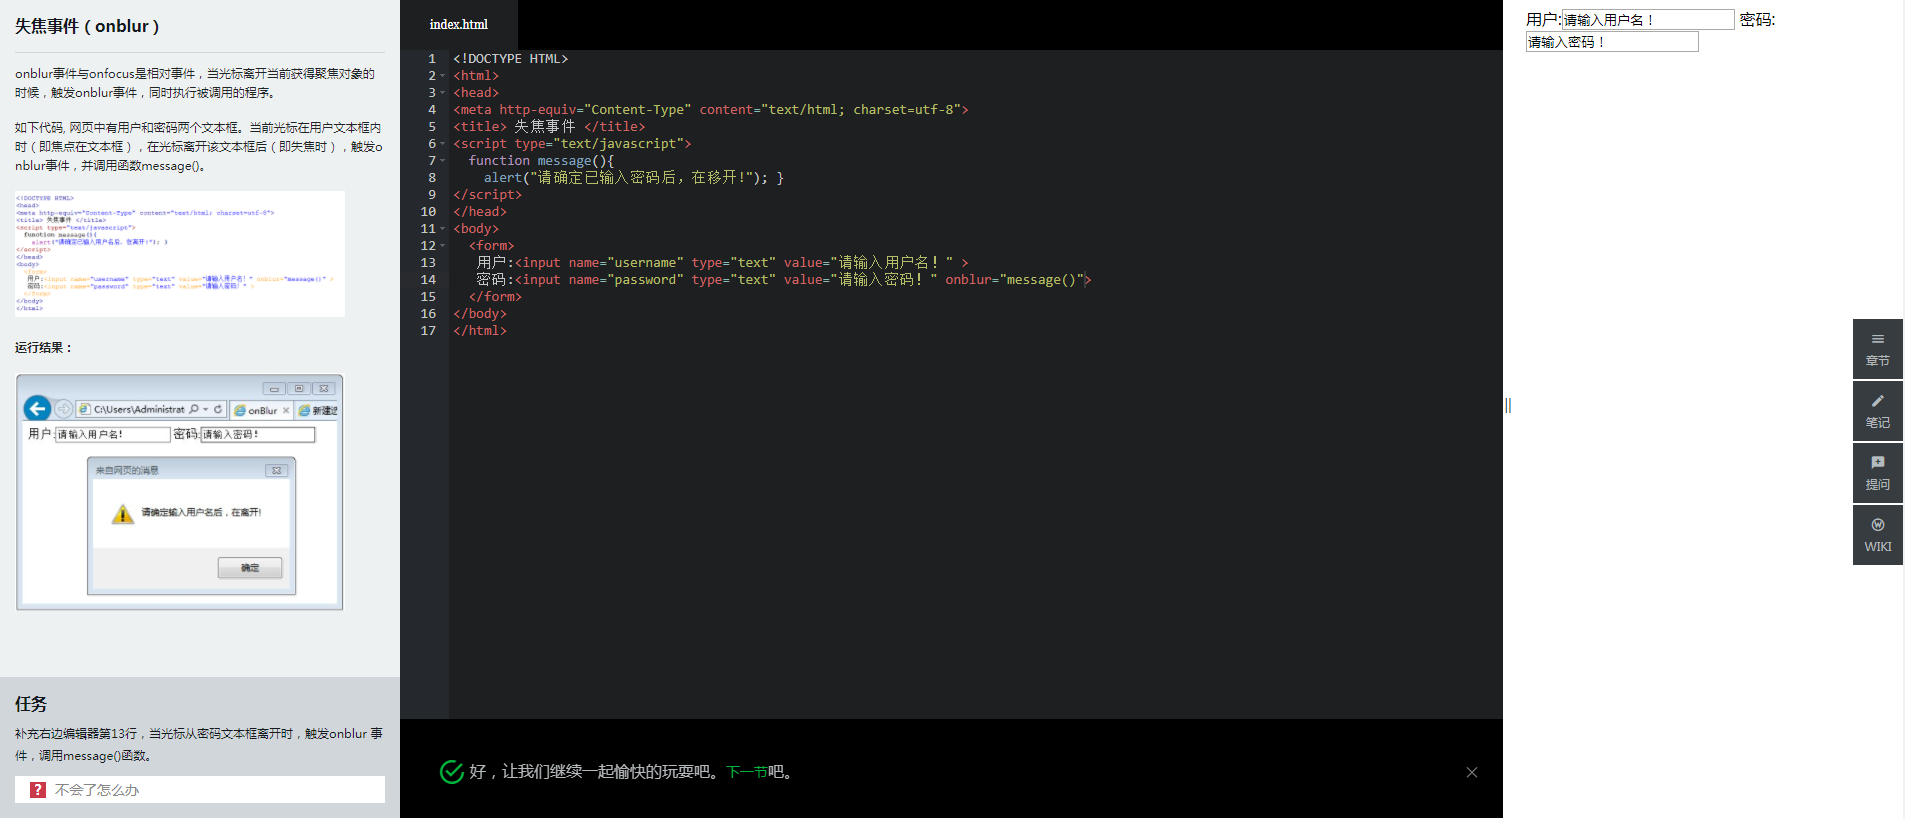 失焦事件（onblur）
onblur事件与onfocus是相对事件，当光标离开当前获得聚焦对象的
时候，触发onblur事件，同时执行被调用的程序。
如下代码, 网页中有用户和密码两个文本框。当前光标在用户文本框内
时（即焦点在文本框），在光标离开该文本框后（即失焦时），触发o
nblur事件，并调用函数message()。
<!DOCTYPE HTML>
<head>
<meta http-equiv="Content-Type" content="text/html; charset=utf-8">
<title> 失焦事件 </title>
<script type="text/javascript">
function message(){
alert("请确定已输入用户名后，在离开!"); }
</script>
</head>
<body>
<form>
用户:<input name="username" type="text" value="请输入用户名！" onblur="message()" >
密码:<input name="password" type="text" value="请输入密码！" >
</form>
</body>
</html>
运行结果：
C:\Users\Administrat
onBlur
用户:请输入用户名! 密码:请输入密码!
来自网页的消息
请确定输入用户名后，在离开!
确定
任务
补充右边编辑器第13行，当光标从密码文本框离开时，触发onblur 事
件，调用message()函数。
? 不会了怎么办
index.html
1 <!DOCTYPE HTML>
2 <html>
3 <head>
4 <meta http-equiv="Content-Type" content="text/html; charset=utf-8">
5 <title> 失焦事件 </title>
6 <script type="text/javascript">
7 function message(){
8 alert("请确定已输入密码后，在移开!"); }
9 </script>
10 </head>
11 <body>
12 <form>
13 用户:<input name="username" type="text" value="请输入用户名！" >
14 密码:<input name="password" type="text" value="请输入密码！" onblur="message()">
15 </form>
16 </body>
17 </html>
好，让我们继续一起愉快的玩耍吧。下一节吧。
用户:请输入用户名！ 密码:
请输入密码！
章节
笔记
提问
WIKI